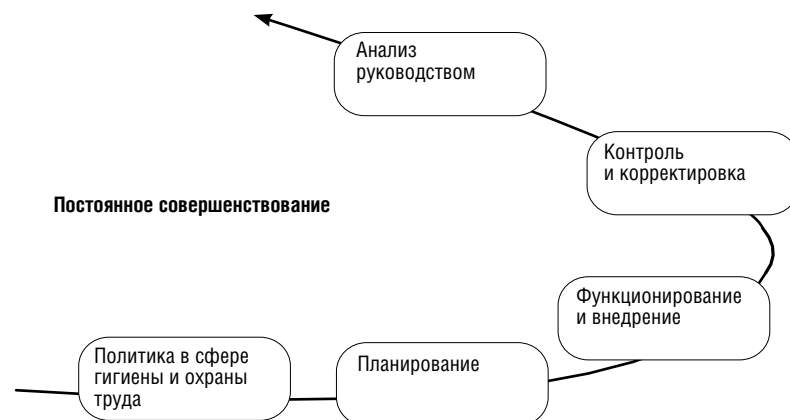 Анализ
руководством
Контроль
и корректировка
Постоянное совершенствование
Функционирование
и внедрение
Политика в сфере
гигиены и охраны
труда
Планирование